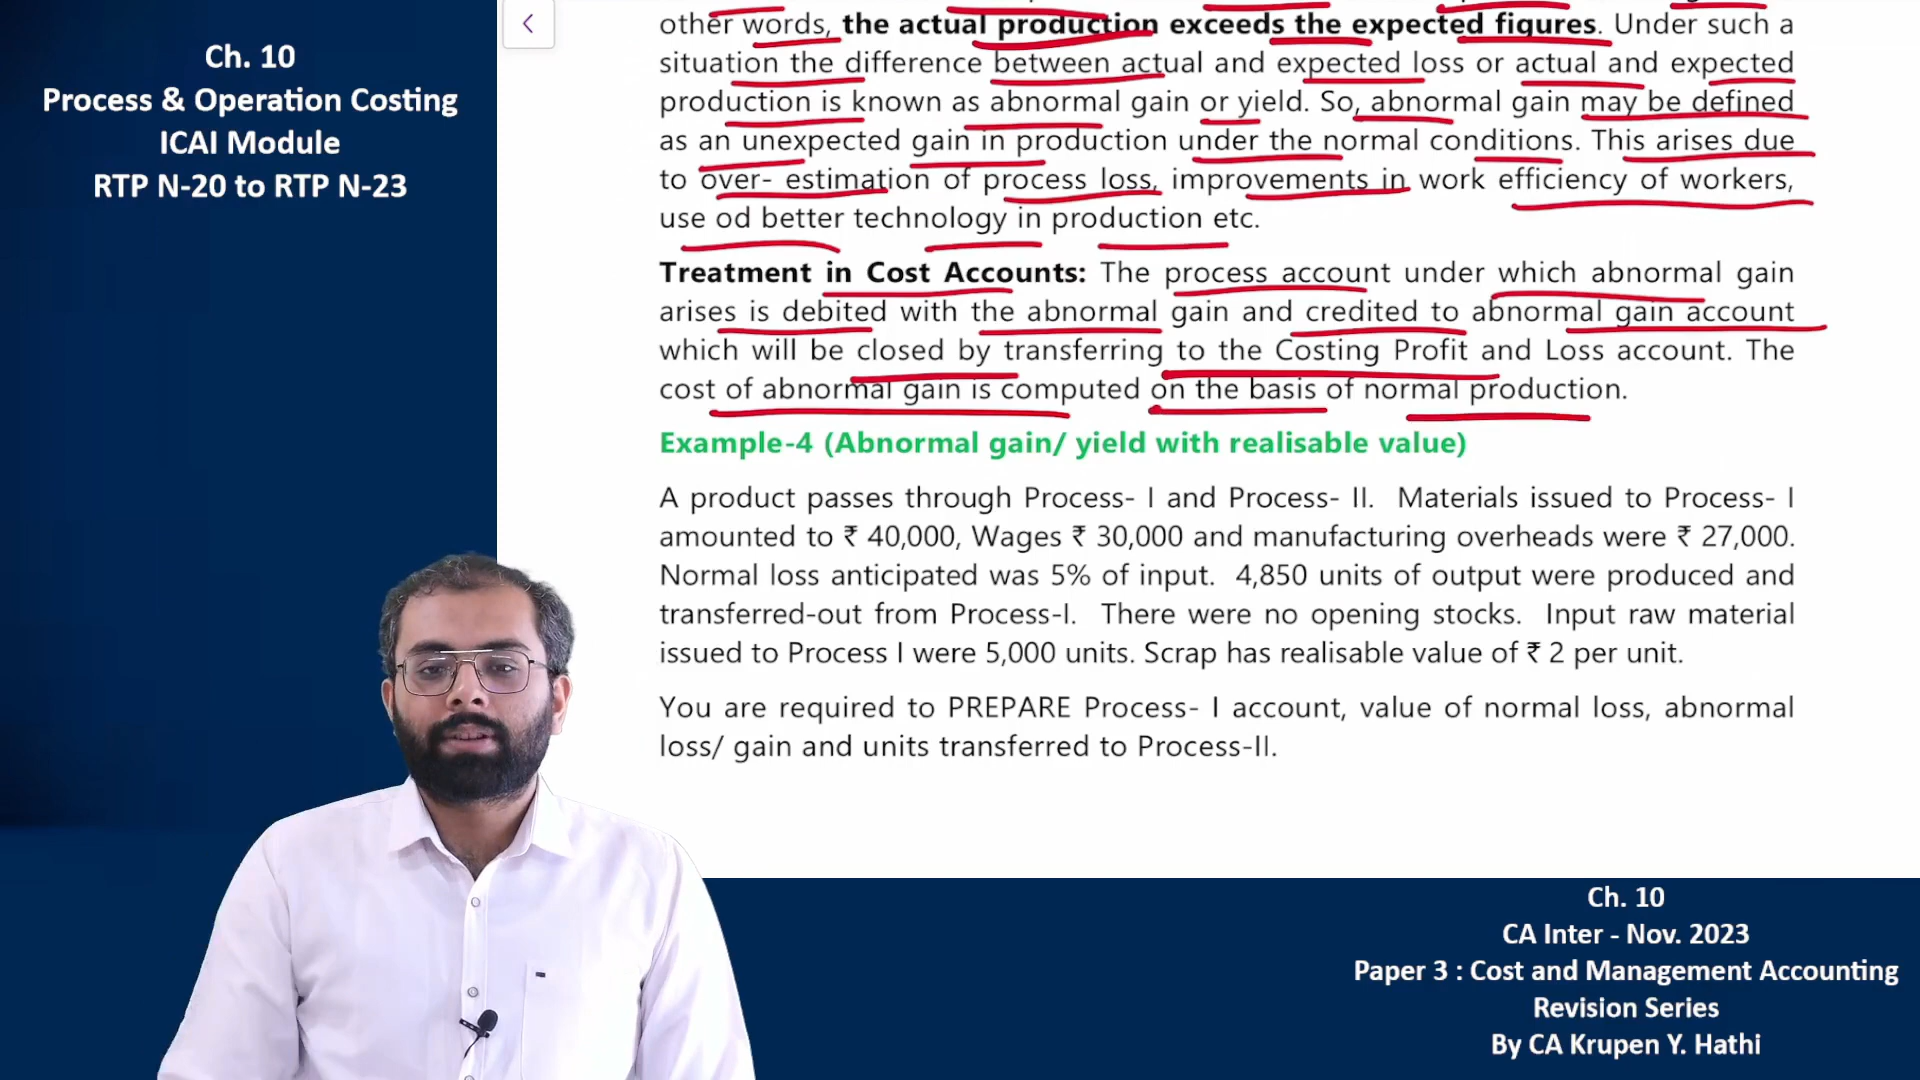 Ch. 10
Process & Operation Costing
ICAI Module
RTP N-20 to RTP N-23
other words, the actual production exceeds the expected figures. Under such a
situation the difference between actual and expected loss or actual and expected
production is known as abnormal gain or yield. So, abnormal gain may be defined
as an unexpected gain in production under the normal conditions. This arises due
to over- estimation of process loss, improvements in work efficiency of workers,
use od better technology in production etc.
Treatment in Cost Accounts: The process account under which abnormal gain
arises is debited with the abnormal gain and credited to abnormal gain account
which will be closed by transferring to the Costing Profit and Loss account. The
cost of abnormal gain is computed on the basis of normal production.
Example-4 (Abnormal gain/ yield with realisable value)
A product passes through Process- I and Process- II. Materials issued to Process- I
amounted to ₹ 40,000, Wages ₹ 30,000 and manufacturing overheads were ₹ 27,000.
Normal loss anticipated was 5% of input. 4,850 units of output were produced and
transferred-out from Process-I. There were no opening stocks. Input raw material
issued to Process I were 5,000 units. Scrap has realisable value of ₹ 2 per unit.
You are required to PREPARE Process- I account, value of normal loss, abnormal
loss/ gain and units transferred to Process-II.
Ch. 10
CA Inter - Nov. 2023
Paper 3 : Cost and Management Accounting
Revision Series
By CA Krupen Y. Hathi